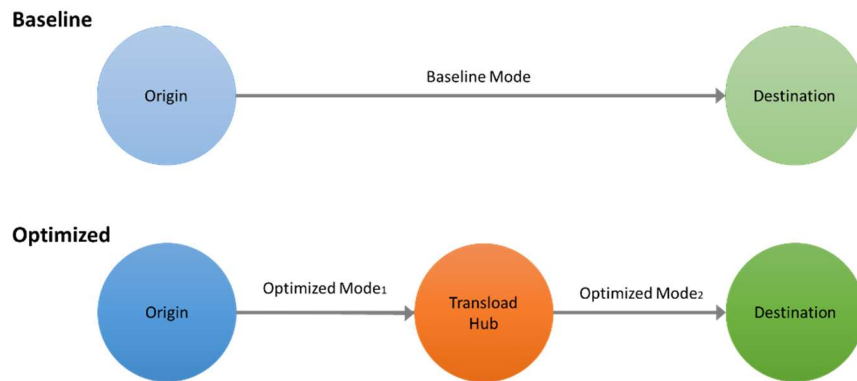 Baseline
Origin
Baseline Mode
Destination
Optimized
Origin
Optimized Mode₁
Transload
Hub
Optimized Mode₂
Destination